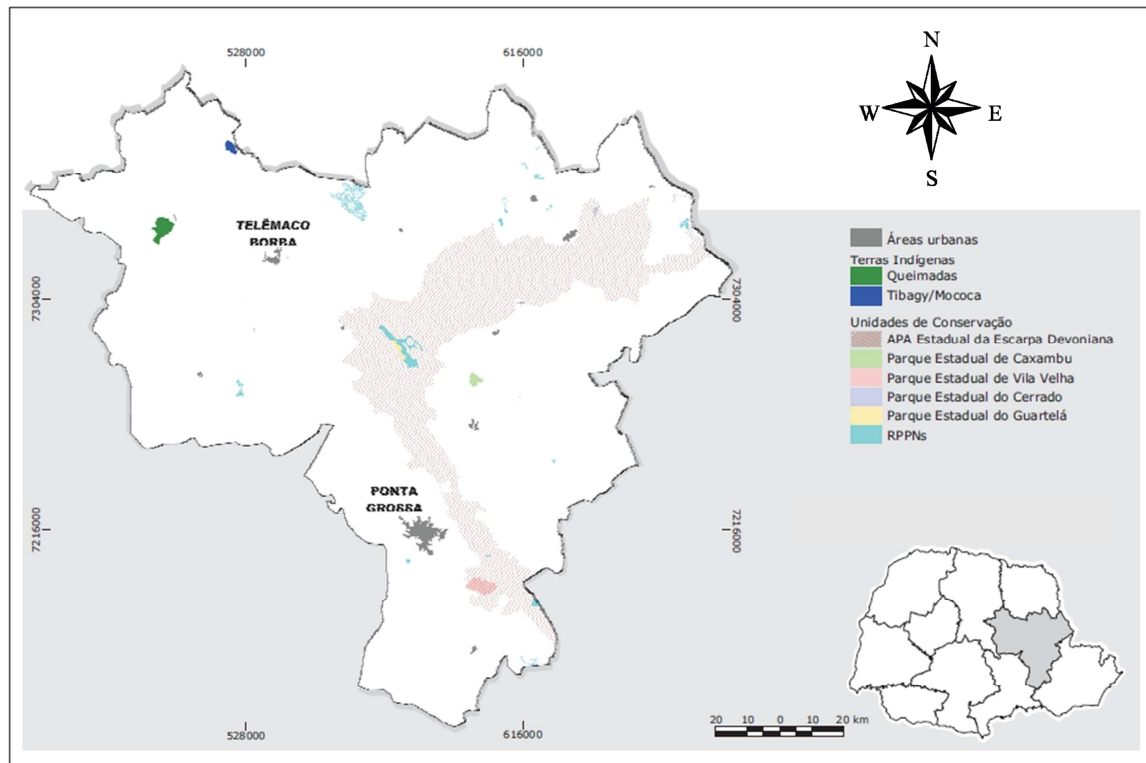 528000
616000
N
W
E
S
TELÊMACO
BORBA
7304000
7304000
PONTA
GROSSA
7216000
7216000
Áreas urbanas
Terras Indígenas
Queimadas
Tibagy/Mococa
Unidades de Conservação
APA Estadual da Escarpa Devoniana
Parque Estadual de Caxambu
Parque Estadual de Vila Velha
Parque Estadual do Cerrado
Parque Estadual do Guartelá
RPPNs
528000
616000
20 10 0 10 20 km